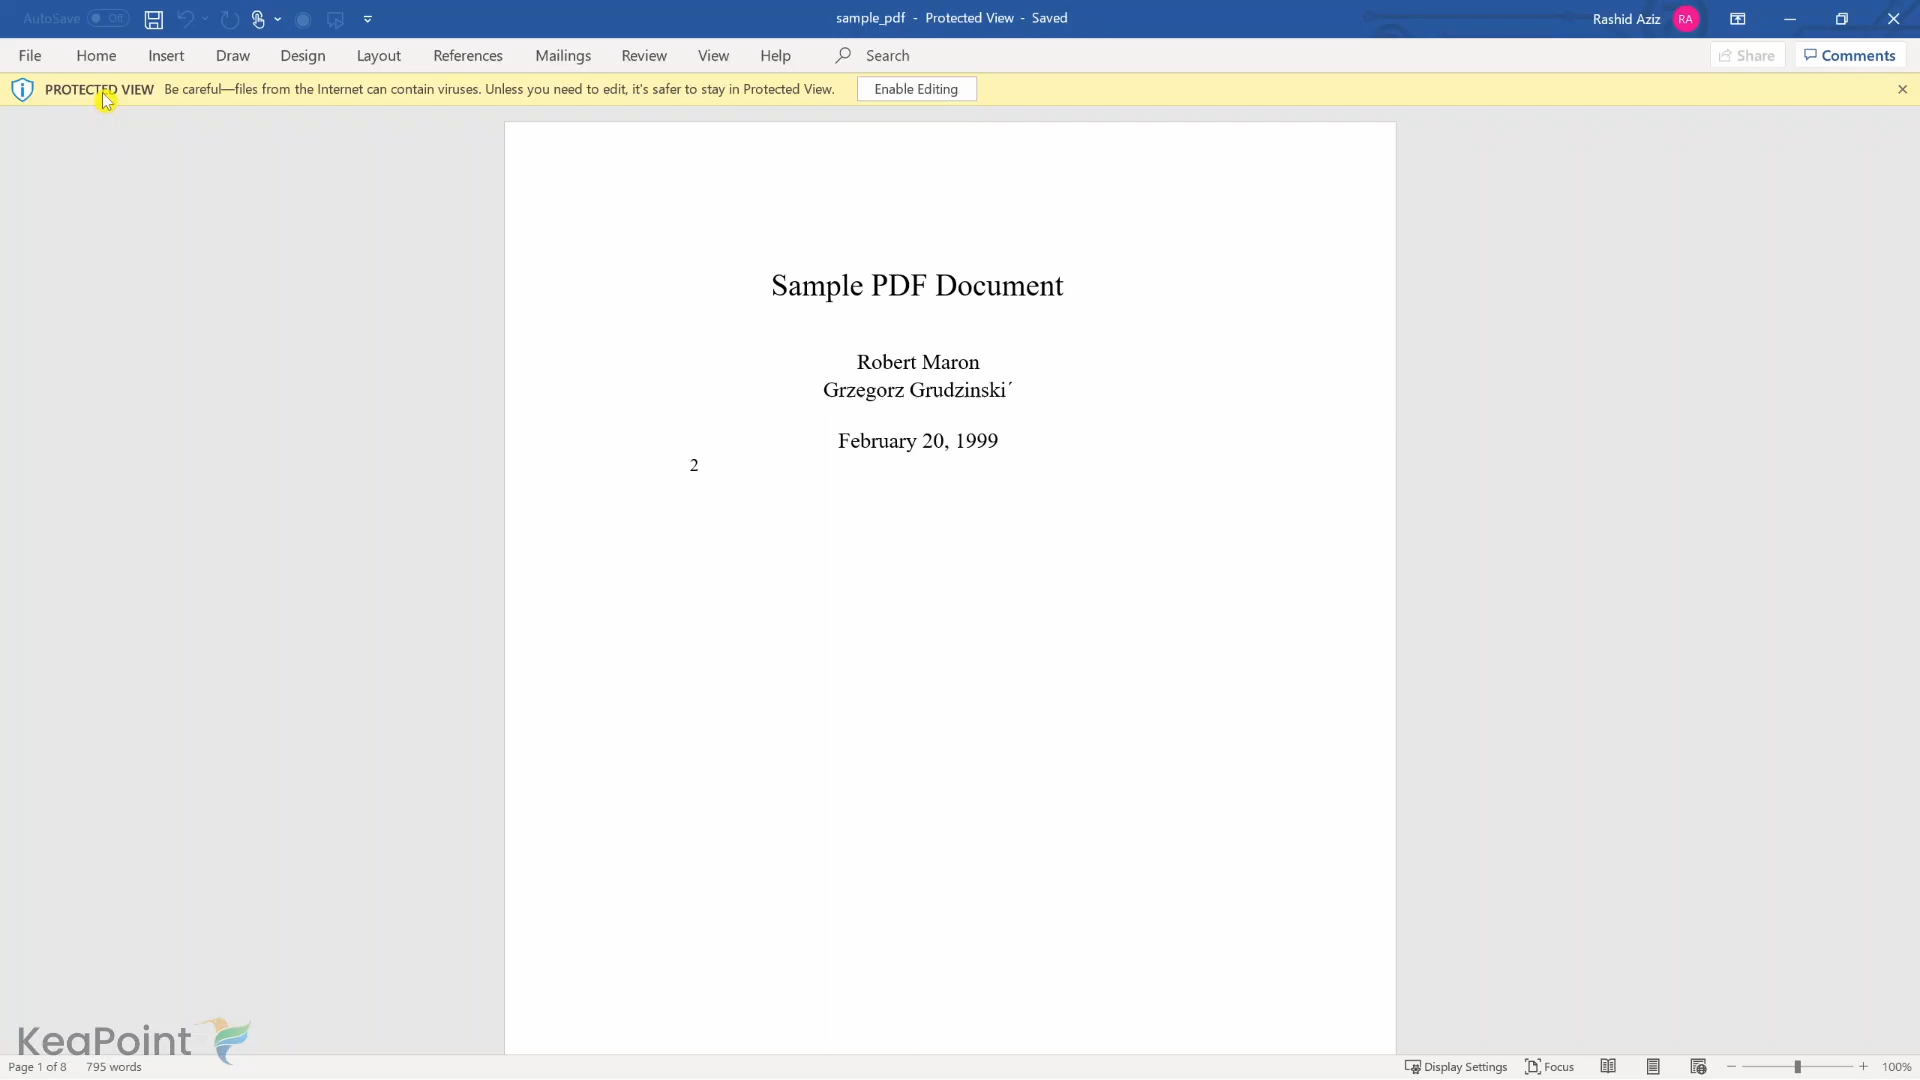 AutoSave Off sample_pdf - Protected View - Saved Rashid Aziz RA
File Home Insert Draw Design Layout References Mailings Review View Help Search Share Comments
PROTECTED VIEW Be careful—files from the Internet can contain viruses. Unless you need to edit, it's safer to stay in Protected View. Enable Editing
Sample PDF Document
Robert Maron
Grzegorz Grudzinski´
February 20, 1999
2
KeaPoint
Page 1 of 8 795 words Display Settings Focus 100%